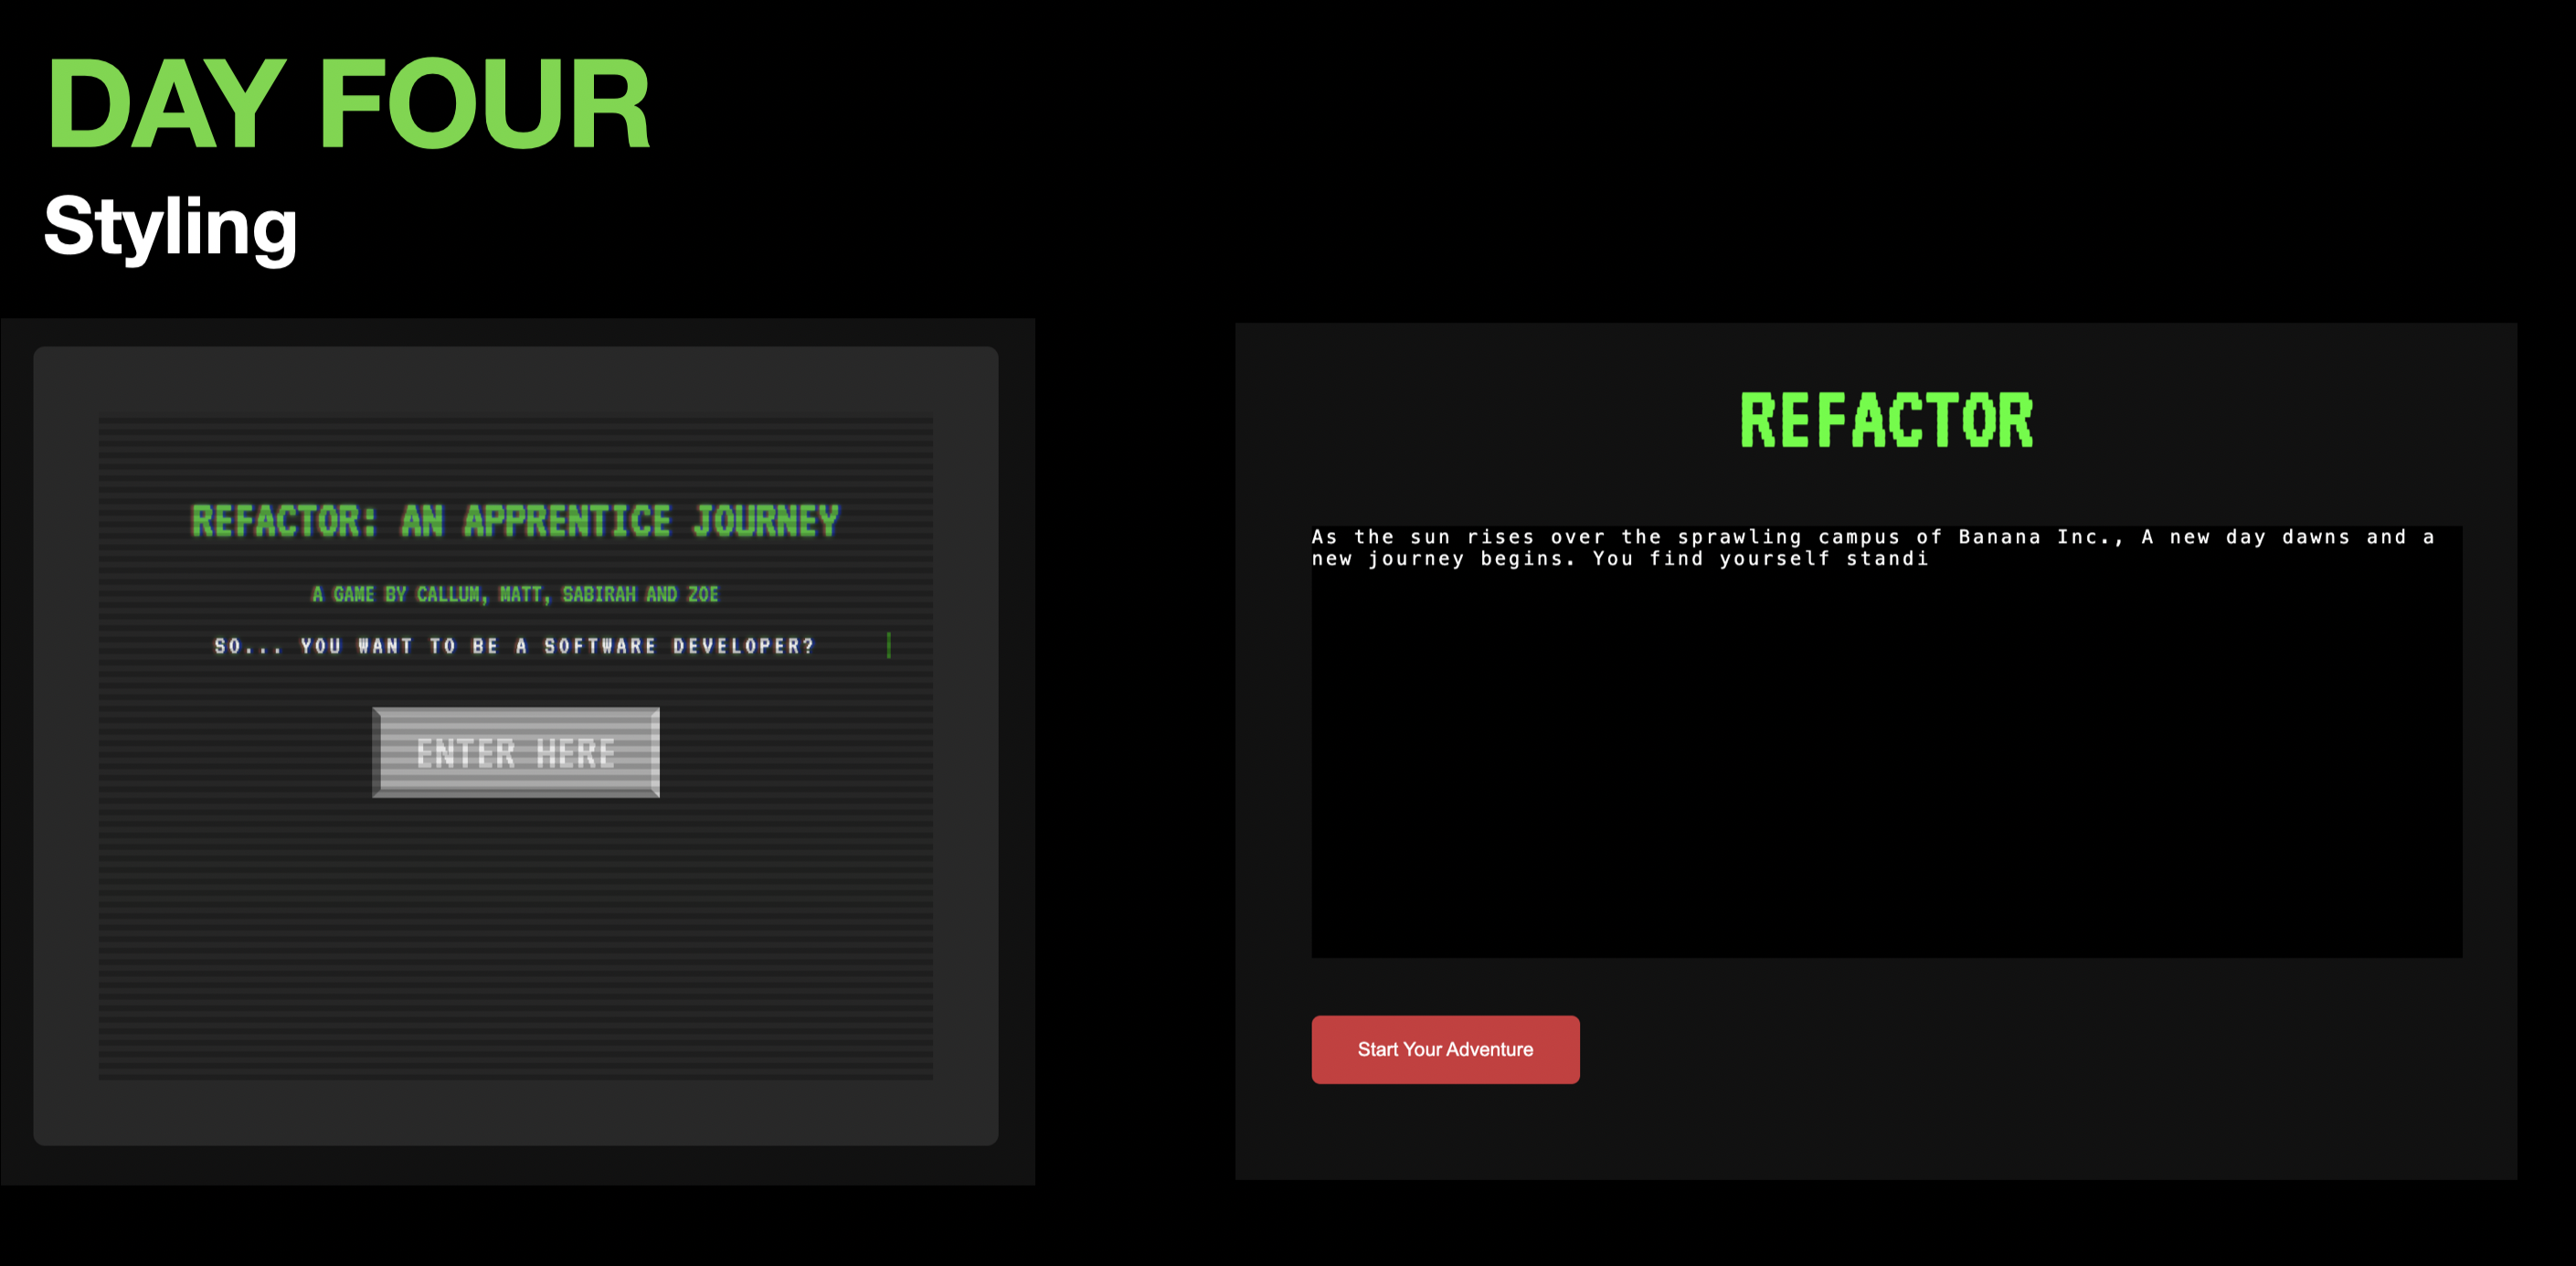 DAY FOUR
Styling
REFACTOR: AN APPRENTICE JOURNEY
A GAME BY CALLUM, MATT, SABIRAH AND ZOE
SO... YOU WANT TO BE A SOFTWARE DEVELOPER?
ENTER HERE
REFACTOR
As the sun rises over the sprawling campus of Banana Inc., A new day dawns and a
new journey begins. You find yourself standi
Start Your Adventure